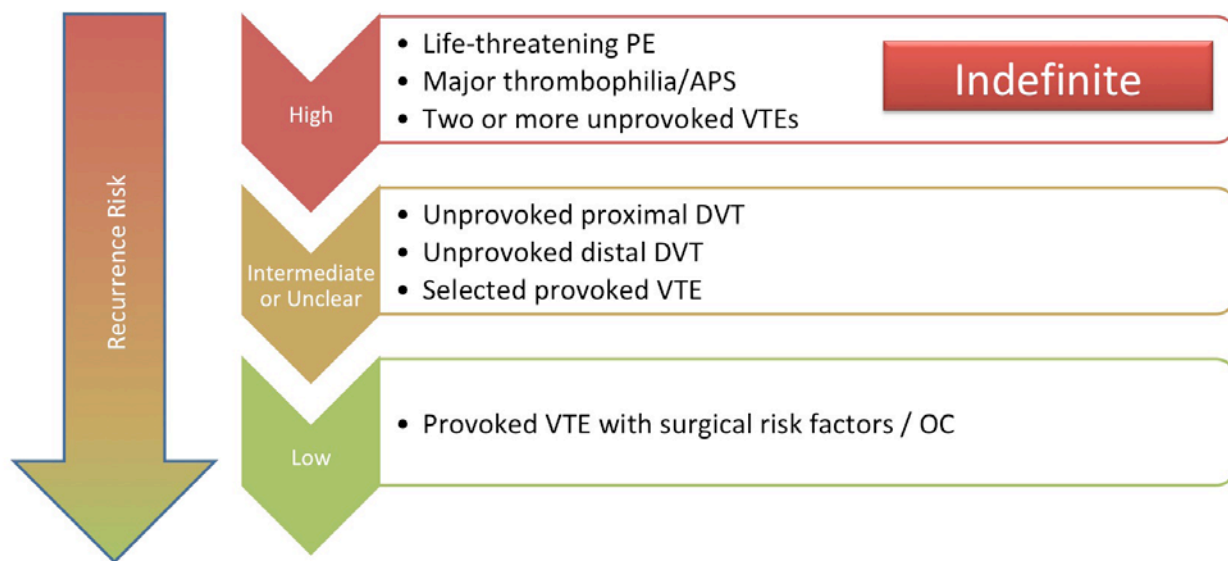 Recurrence Risk
High
• Life-threatening PE
• Major thrombophilia/APS
• Two or more unprovoked VTEs
Indefinite
Intermediate
or Unclear
• Unprovoked proximal DVT
• Unprovoked distal DVT
• Selected provoked VTE
Low
• Provoked VTE with surgical risk factors / OC